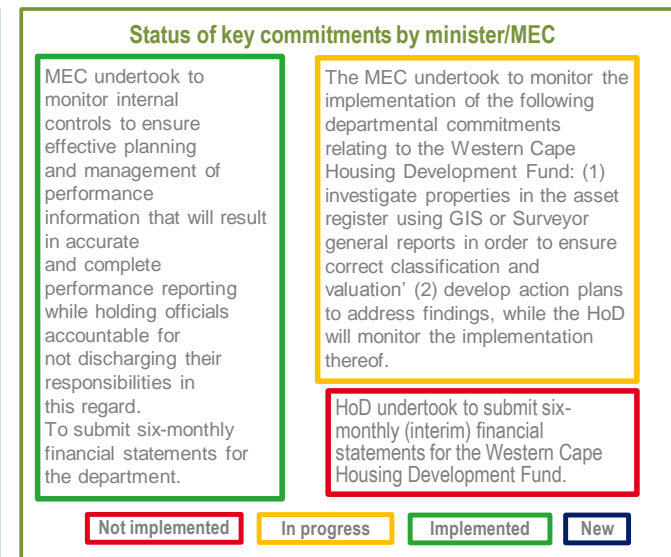 Status of key commitments by minister/MEC
MEC undertook to
monitor internal
controls to ensure
effective planning
and management of
performance
information that will result
in accurate
and complete
performance reporting
while holding officials
accountable for
not discharging their
responsibilities in
this regard.
To submit six-monthly
financial statements for
the department.
The MEC undertook to monitor the
implementation of the following
departmental commitments
relating to the Western Cape
Housing Development Fund: (1)
investigate properties in the asset
register using GIS or Surveyor
general reports in order to ensure
correct classification and
valuation’ (2) develop action plans
to address findings, while the HoD
will monitor the implementation
thereof.
HoD undertook to submit six-
monthly (interim) financial
statements for the Western Cape
Housing Development Fund.
Not implemented
In progress
Implemented
New